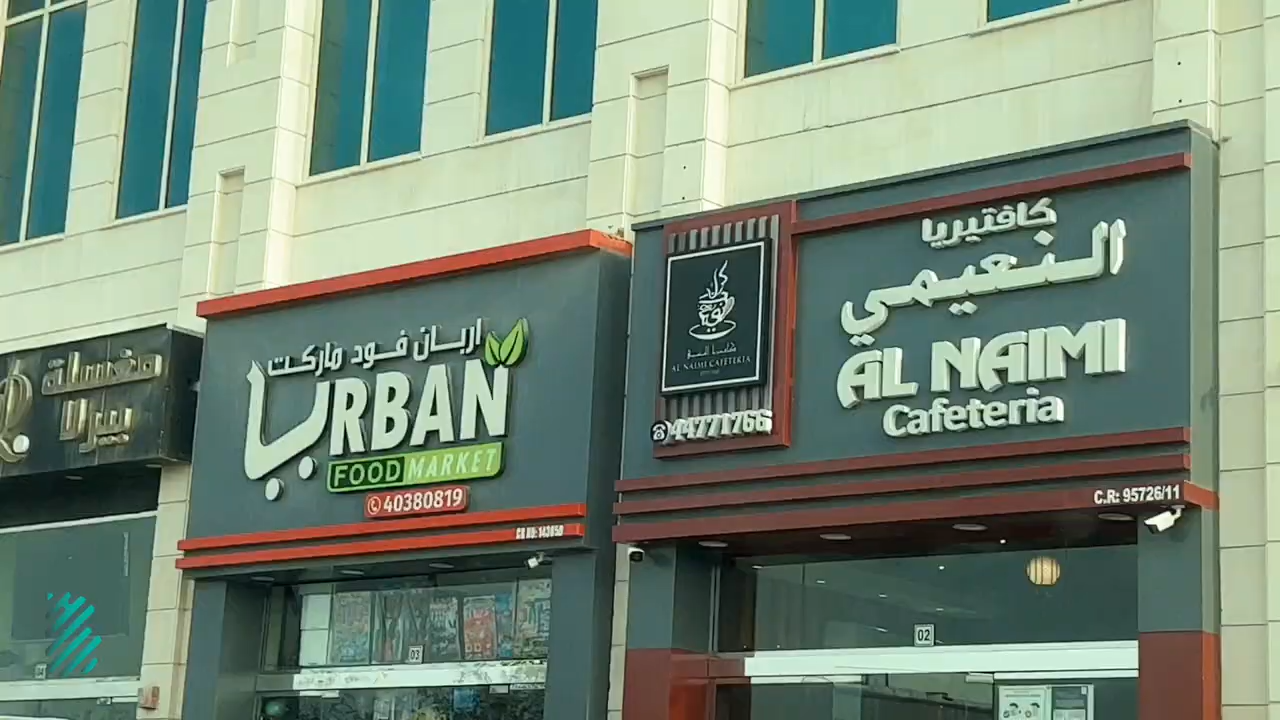 مغسلة
بيرلا
اربان فود ماركت
URBAN
FOOD MARKET
40380819
03
كافتيريا
النعيمي
AL NAIMI
Cafeteria
AL NAIMI CAFETERIA
44771766
C.R: 95726/11
02